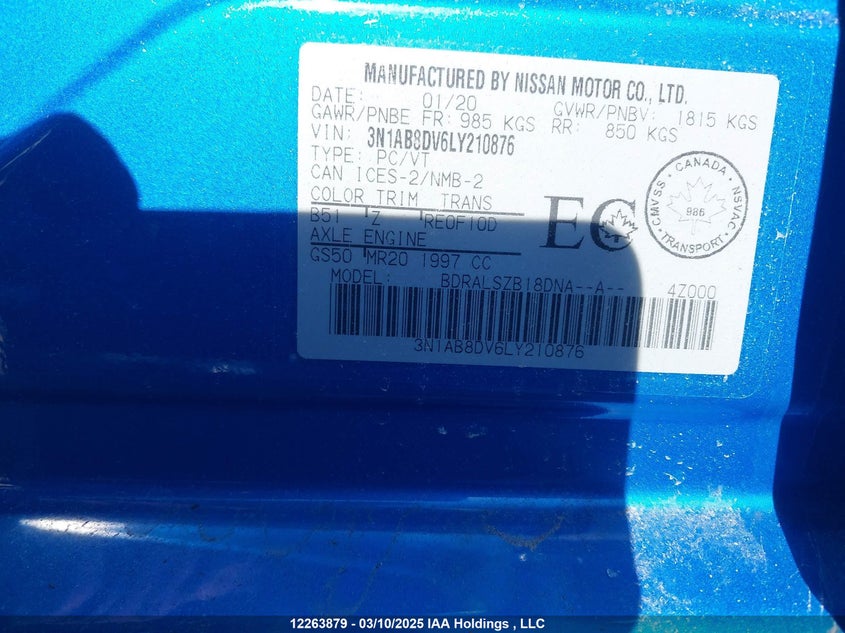 MANUFACTURED BY NISSAN MOTOR CO., LTD.
DATE: 01/20 GVWR/PNBV: 1815 KGS
GAWR/PNBE FR: 985 KGS RR: 850 KGS
VIN: 3N1AB8DV6LY210876
TYPE: PC/VT
CAN ICES-2/NMB-2
COLOR TRIM TRANS
B51 Z RE0F10D
AXLE ENGINE
GS50 MR20 1997 CC
MODEL: BDRALSZB18DNA--A-- 4Z000
3N1AB8DV6LY210876
EC
CANADA
CMVSS NSVAC
986
TRANSPORT
12263879 - 03/10/2025 IAA Holdings , LLC